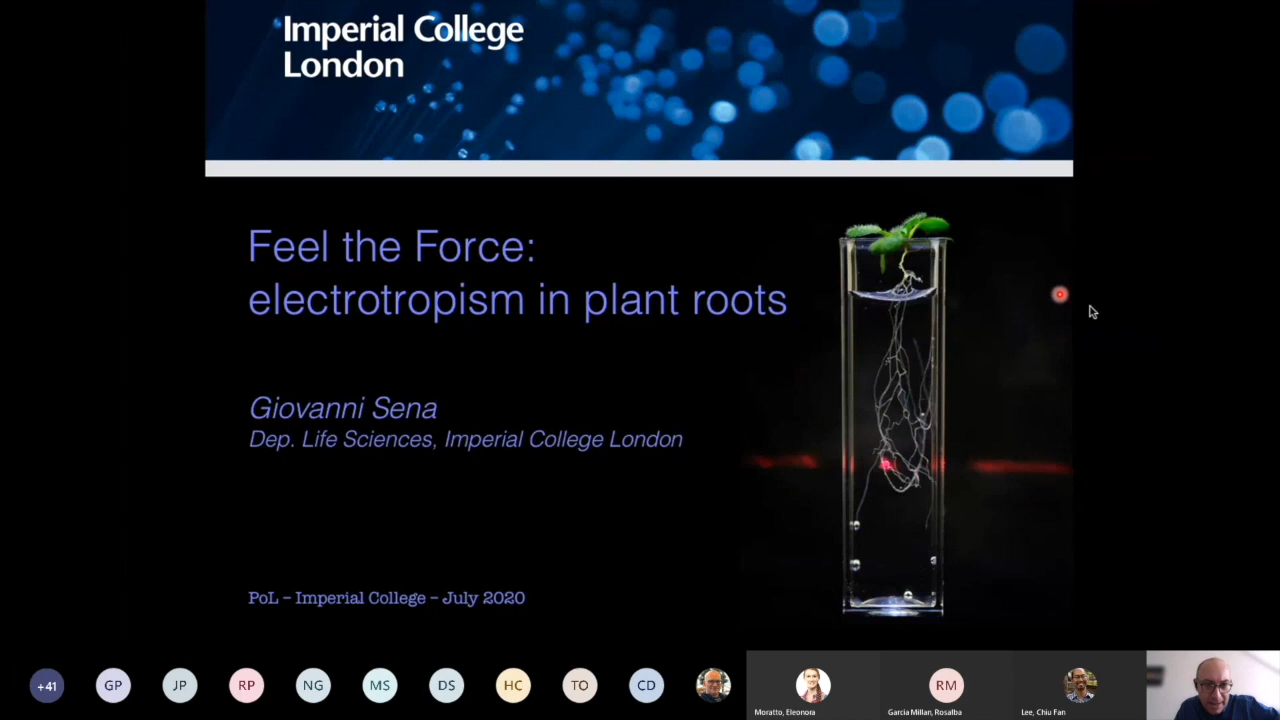 Imperial College
London
Feel the Force:
electrotropism in plant roots
Giovanni Sena
Dep. Life Sciences, Imperial College London
PoL – Imperial College – July 2020
+41
GP
JP
RP
NG
MS
DS
HC
TO
CD
RM
Moratto, Eleonora
Garcia Millan, Rosalba
Lee, Chiu Fan